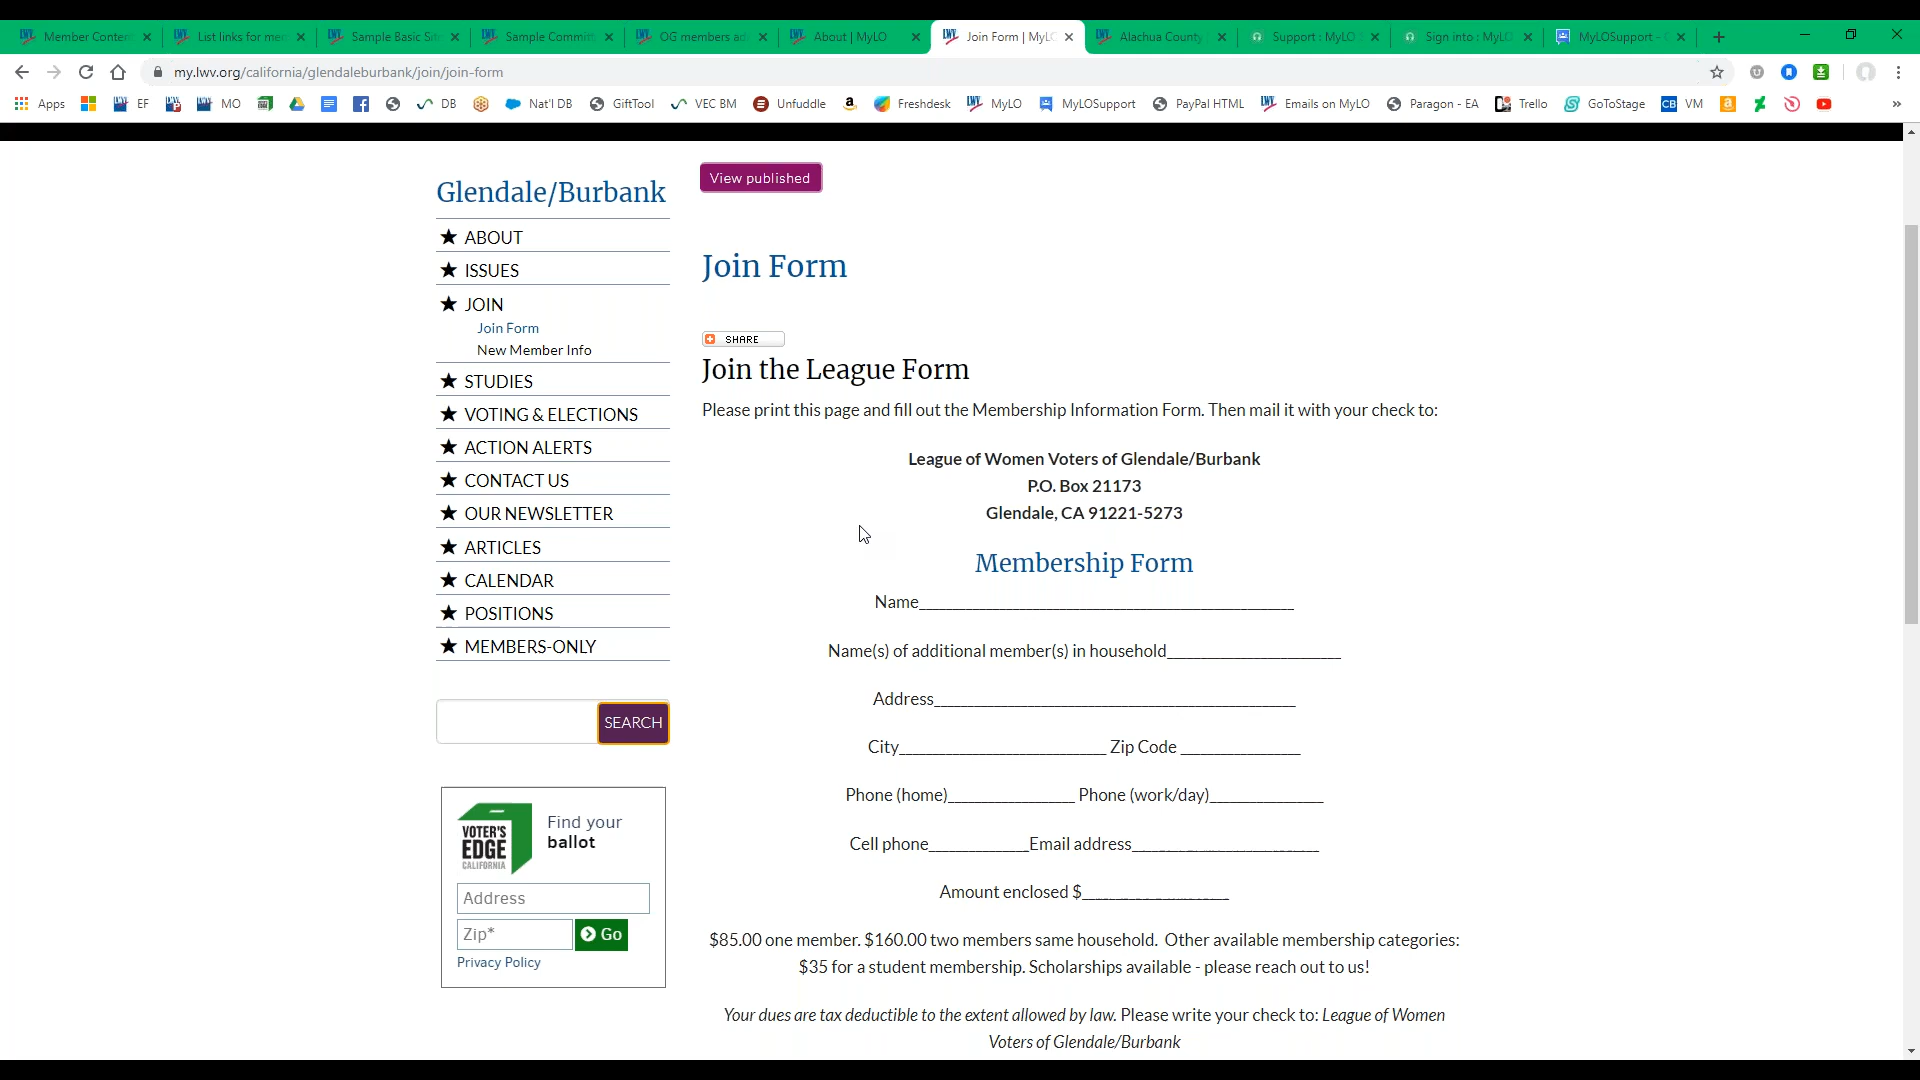 Member Conten
List links for mem
Sample Basic Sit
Sample Committ
OG members ad
About | MyLO
Join Form | MyLO
Alachua County
Support : MyLO
Sign into : MyLO
MyLOSupport -
my.lwv.org/california/glendaleburbank/join/join-form
Apps
EF
MO
DB
Nat'l DB
GiftTool
VEC BM
Unfuddle
Freshdesk
MyLO
MyLOSupport
PayPal HTML
Emails on MyLO
Paragon - EA
Trello
GoToStage
CB
VM
»
Glendale/Burbank
ABOUT
ISSUES
JOIN
Join Form
New Member Info
STUDIES
VOTING & ELECTIONS
ACTION ALERTS
CONTACT US
OUR NEWSLETTER
ARTICLES
CALENDAR
POSITIONS
MEMBERS-ONLY
SEARCH
VOTER'S
EDGE
CALIFORNIA
Find your
ballot
Address
Zip*
Go
Privacy Policy
View published
Join Form
SHARE
Join the League Form
Please print this page and fill out the Membership Information Form. Then mail it with your check to:
League of Women Voters of Glendale/Burbank
P.O. Box 21173
Glendale, CA 91221-5273
Membership Form
Name
Name(s) of additional member(s) in household
Address
City Zip Code
Phone (home) Phone (work/day)
Cell phone Email address
Amount enclosed $
$85.00 one member. $160.00 two members same household. Other available membership categories:
$35 for a student membership. Scholarships available - please reach out to us!
Your dues are tax deductible to the extent allowed by law. Please write your check to: League of Women
Voters of Glendale/Burbank